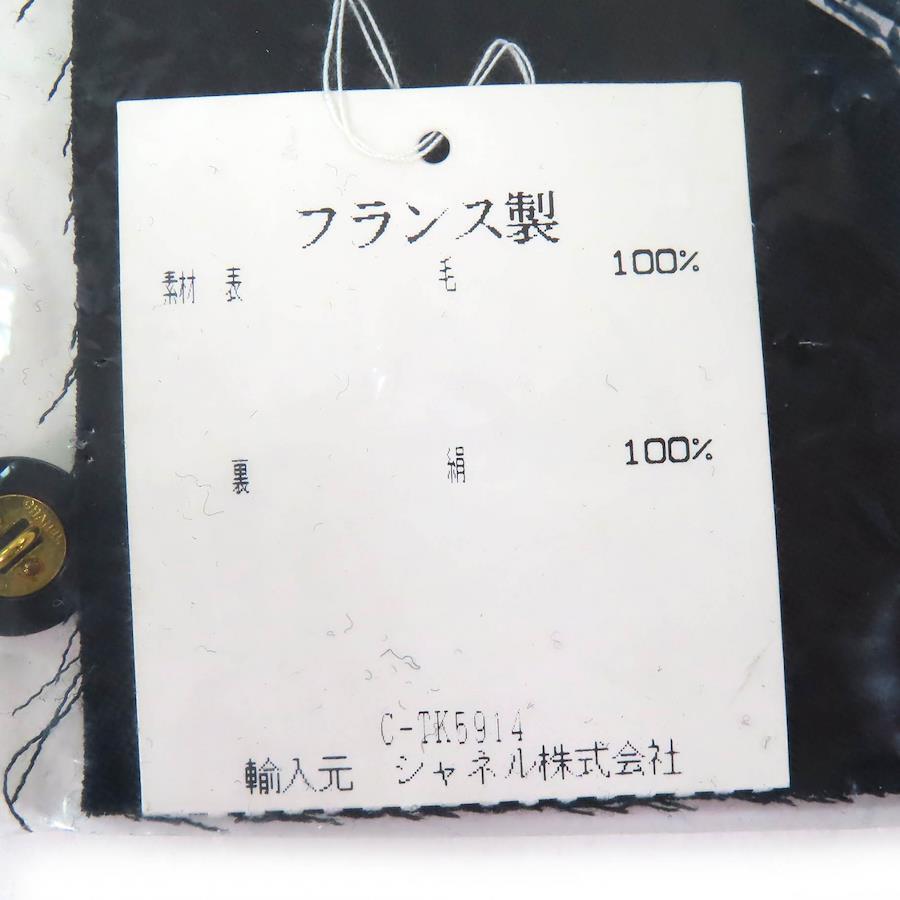 フランス製
素材 表 毛 100%
裏 絹 100%
C-TK5914
輸入元 シャネル株式会社